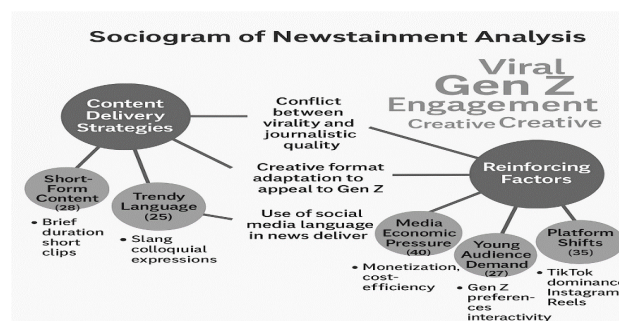 Sociogram of Newstainment Analysis
Viral
Gen Z
Engagement
Creative Creative
Content
Delivery
Strategies
Conflict
between
virality and
journalistic
quality
Creative format
adaptation to
appeal to Gen Z
Use of social
media language
in news deliver
Reinforcing
Factors
Short-
Form
Content
(28)
• Brief
duration
short
clips
Trendy
Language
(25)
• Slang
colloquial
expressions
Media
Economic
Pressure
(40)
• Monetization,
cost-
efficiency
Young
Audience
Demand
(27)
• Gen Z
preferen-
ces
interactivity
Platform
Shifts
(35)
• TikTok
dominance
Instagram
Reels